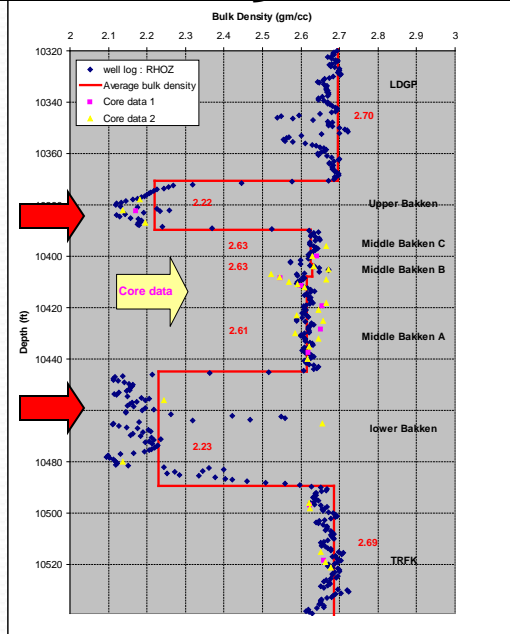 Bulk Density (gm/cc)
2 2.1 2.2 2.3 2.4 2.5 2.6 2.7 2.8 2.9 3
10320
well log : RHOZ
Average bulk density
Core data 1
Core data 2
LDGP
10340
2.70
10360
10380
2.22
Upper Bakken
2.63
Middle Bakken C
10400
2.63
Middle Bakken B
Core data
10420
Depth (ft)
2.61
Middle Bakken A
10440
10460
lower Bakken
2.23
10480
10500
2.69
10520
TRFK